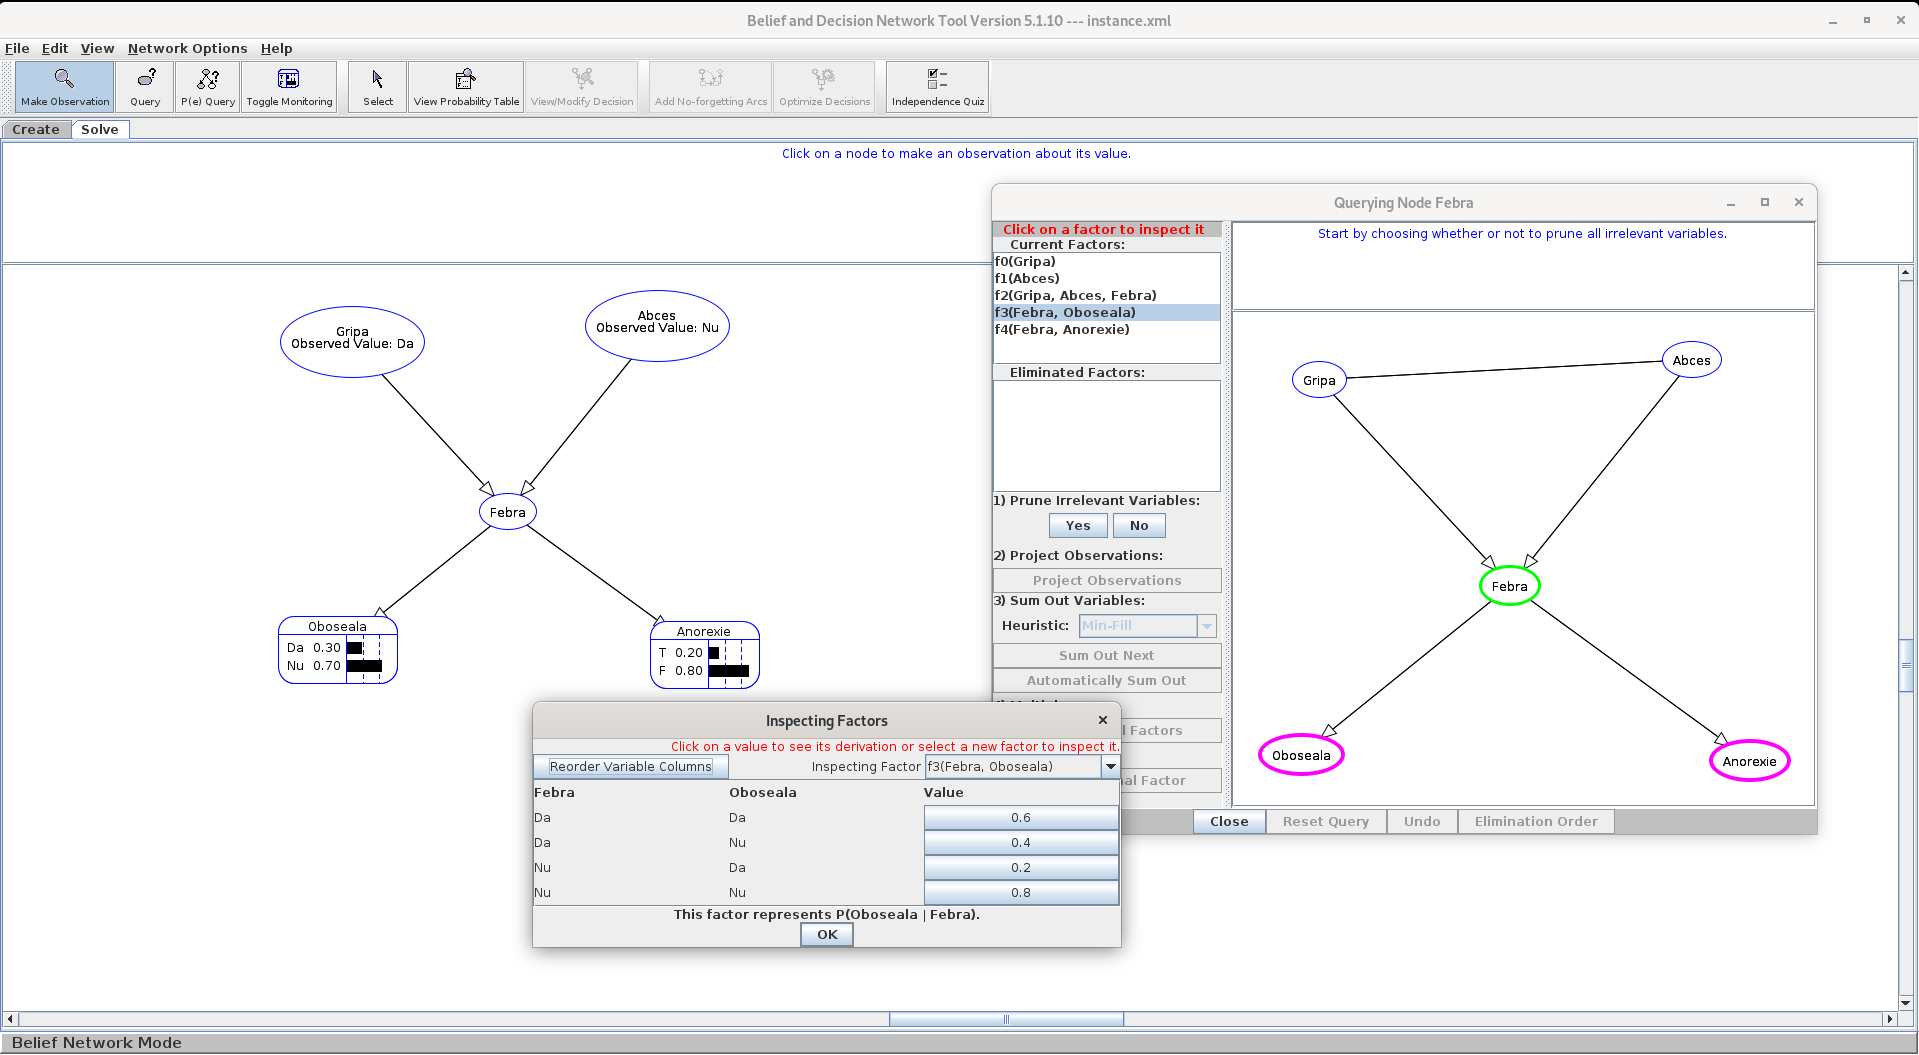 Belief and Decision Network Tool Version 5.1.10 --- instance.xml
File Edit View Network Options Help
Make Observation Query P(e) Query Toggle Monitoring Select View Probability Table View/Modify Decision Add No-forgetting Arcs Optimize Decisions Independence Quiz
Create Solve
Click on a node to make an observation about its value.
Gripa
Observed Value: Da
Abces
Observed Value: Nu
Febra
Oboseala
Da 0.30
Nu 0.70
Anorexie
T 0.20
F 0.80
Querying Node Febra
Click on a factor to inspect it
Current Factors:
f0(Gripa)
f1(Abces)
f2(Gripa, Abces, Febra)
f3(Febra, Oboseala)
f4(Febra, Anorexie)
Eliminated Factors:
1) Prune Irrelevant Variables:
Yes No
2) Project Observations:
Project Observations
3) Sum Out Variables:
Heuristic: Min-Fill
Sum Out Next
Automatically Sum Out
Factors
Factor
Start by choosing whether or not to prune all irrelevant variables.
Gripa
Abces
Febra
Oboseala
Anorexie
Close Reset Query Undo Elimination Order
Inspecting Factors
Click on a value to see its derivation or select a new factor to inspect it.
Reorder Variable Columns Inspecting Factor f3(Febra, Oboseala)
Febra Oboseala Value
Da Da 0.6
Da Nu 0.4
Nu Da 0.2
Nu Nu 0.8
This factor represents P(Oboseala | Febra).
OK
Belief Network Mode